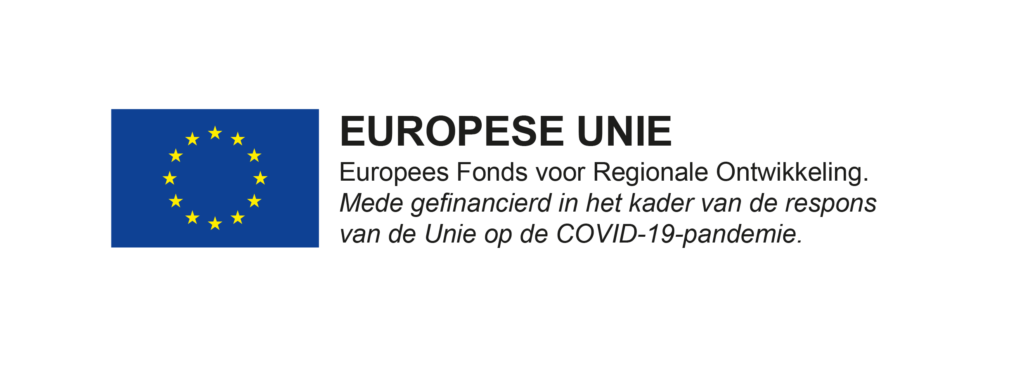 EUROPESE UNIE
Europees Fonds voor Regionale Ontwikkeling.
Mede gefinancierd in het kader van de respons
van de Unie op de COVID-19-pandemie.